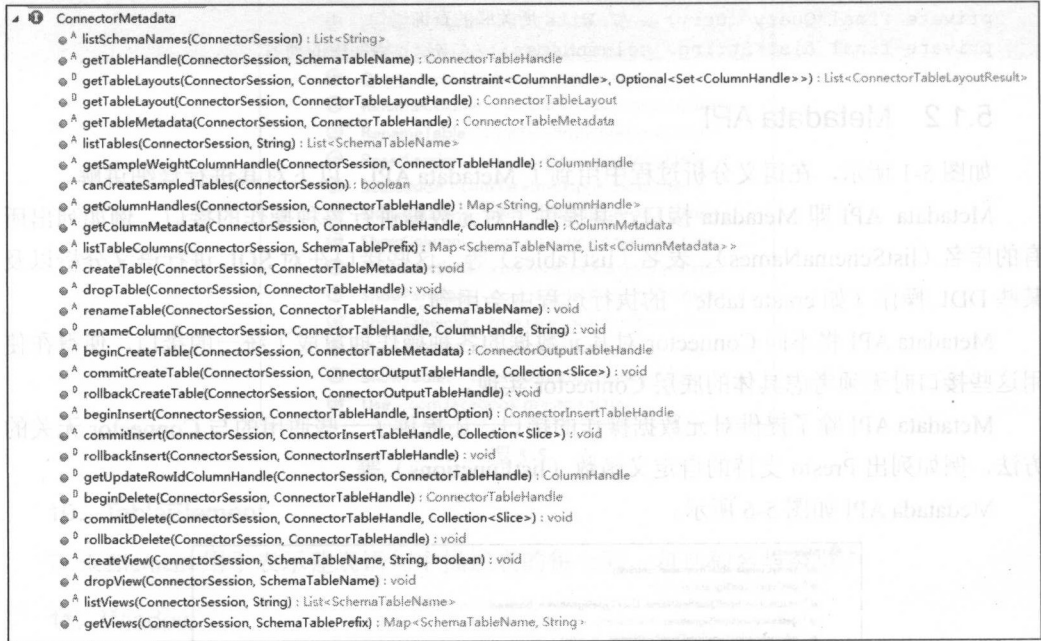 ConnectorMetadata
A listSchemaNames(ConnectorSession) : List<String>
A getTableHandle(ConnectorSession, SchemaTableName) : ConnectorTableHandle
D getTableLayouts(ConnectorSession, ConnectorTableHandle, Constraint<ColumnHandle>, Optional<Set<ColumnHandle>>) : List<ConnectorTableLayoutResult>
D getTableLayout(ConnectorSession, ConnectorTableLayoutHandle) : ConnectorTableLayout
A getTableMetadata(ConnectorSession, ConnectorTableHandle) : ConnectorTableMetadata
A listTables(ConnectorSession, String) : List<SchemaTableName>
A getSampleWeightColumnHandle(ConnectorSession, ConnectorTableHandle) : ColumnHandle
A canCreateSampledTables(ConnectorSession) : boolean
A getColumnHandles(ConnectorSession, ConnectorTableHandle) : Map<String, ColumnHandle>
A getColumnMetadata(ConnectorSession, ConnectorTableHandle, ColumnHandle) : ColumnMetadata
A listTableColumns(ConnectorSession, SchemaTablePrefix) : Map<SchemaTableName, List<ColumnMetadata>>
A createTable(ConnectorSession, ConnectorTableMetadata) : void
A dropTable(ConnectorSession, ConnectorTableHandle) : void
A renameTable(ConnectorSession, ConnectorTableHandle, SchemaTableName) : void
D renameColumn(ConnectorSession, ConnectorTableHandle, ColumnHandle, String) : void
A beginCreateTable(ConnectorSession, ConnectorTableMetadata) : ConnectorOutputTableHandle
A commitCreateTable(ConnectorSession, ConnectorOutputTableHandle, Collection<Slice>) : void
D rollbackCreateTable(ConnectorSession, ConnectorOutputTableHandle) : void
A beginInsert(ConnectorSession, ConnectorTableHandle, InsertOption) : ConnectorInsertTableHandle
A commitInsert(ConnectorSession, ConnectorInsertTableHandle, Collection<Slice>) : void
D rollbackInsert(ConnectorSession, ConnectorInsertTableHandle) : void
D getUpdateRowIdColumnHandle(ConnectorSession, ConnectorTableHandle) : ColumnHandle
D beginDelete(ConnectorSession, ConnectorTableHandle) : ConnectorTableHandle
D commitDelete(ConnectorSession, ConnectorTableHandle, Collection<Slice>) : void
D rollbackDelete(ConnectorSession, ConnectorTableHandle) : void
A createView(ConnectorSession, SchemaTableName, String, boolean) : void
A dropView(ConnectorSession, SchemaTableName) : void
A listViews(ConnectorSession, String) : List<SchemaTableName>
A getViews(ConnectorSession, SchemaTablePrefix) : Map<SchemaTableName, String>